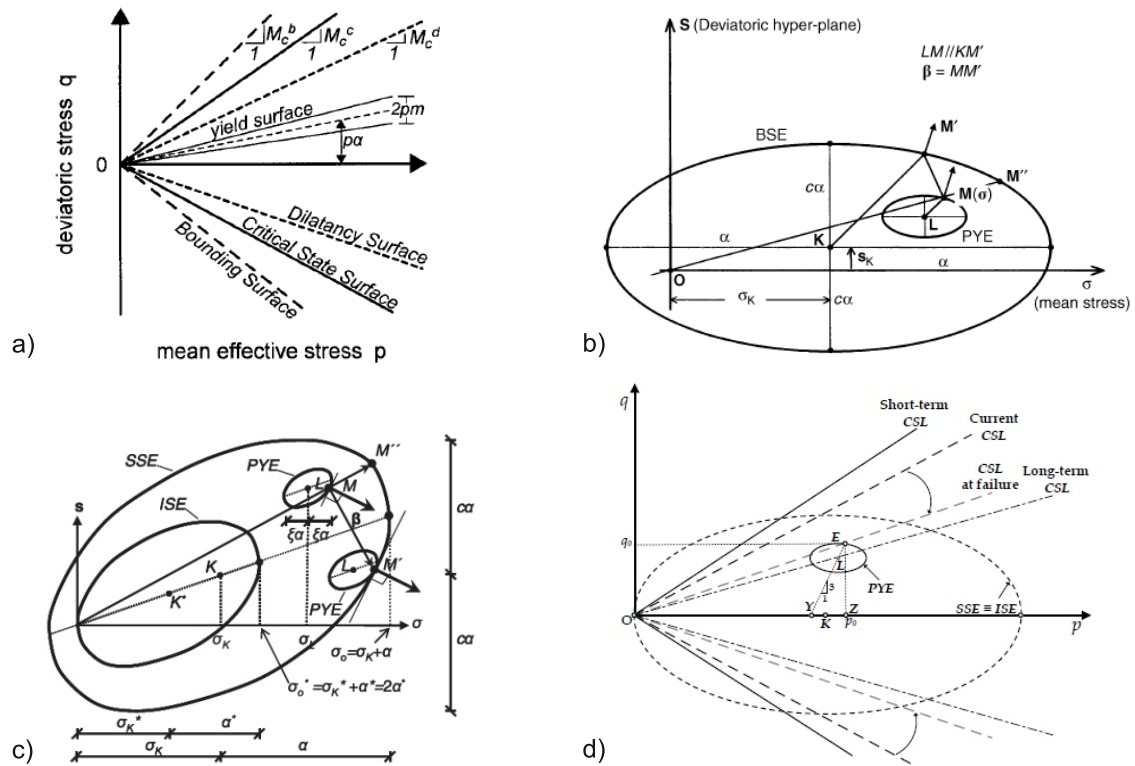 M_c^b
1
M_c^c
1
M_c^d
1
deviatoric stress q
0
yield surface
2pm
pα
Dilatancy Surface
Critical State Surface
Bounding Surface
mean effective stress p
a)
S (Deviatoric hyper-plane)
LM//KM′
β = MM′
BSE
M′
M″
M(σ)
cα
L
PYE
α
K
s_K
α
O
σ
(mean stress)
σ_K
cα
b)
SSE
M″
PYE
L
M
ISE
s
ξα
ξα
β
cα
K
L
M′
K*
PYE
σ_K
σ_L
σ
σ_o=σ_K+α
cα
σ_o*=σ_K*+α*=2α*
σ_K*
α*
σ_K
α
c)
q
Short-term
CSL
Current
CSL
CSL
at failure
Long-term
CSL
q_0
E
L
3
1
PYE
Y
Z
SSE ≡ ISE
O
K
p_0
p
d)